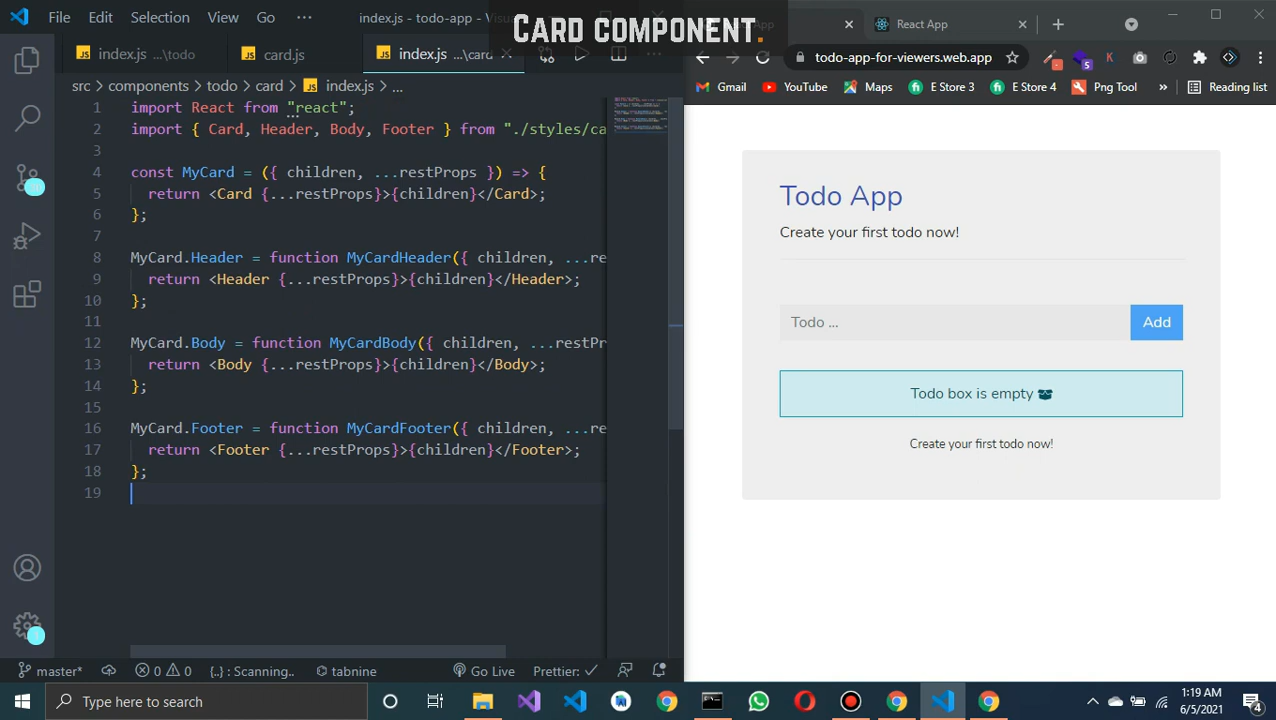 File Edit Selection View Go ··· index.js - todo-app - Visu
CARD COMPONENT.
React App
index.js ...\todo card.js index.js ...\card
src > components > todo > card > index.js > ...
1 import React from "react";
2 import { Card, Header, Body, Footer } from "./styles/ca
3
4 const MyCard = ({ children, ...restProps }) => {
5 return <Card {...restProps}>{children}</Card>;
6 };
7
8 MyCard.Header = function MyCardHeader({ children, ...re
9 return <Header {...restProps}>{children}</Header>;
10 };
11
12 MyCard.Body = function MyCardBody({ children, ...restPr
13 return <Body {...restProps}>{children}</Body>;
14 };
15
16 MyCard.Footer = function MyCardFooter({ children, ...re
17 return <Footer {...restProps}>{children}</Footer>;
18 };
19
master* 0 0 {..} : Scanning.. tabnine Go Live Prettier: ✓
todo-app-for-viewers.web.app
5 K
Gmail YouTube Maps E Store 3 E Store 4 Png Tool » Reading list
Todo App
Create your first todo now!
Todo ... Add
Todo box is empty
Create your first todo now!
1
Type here to search
1:19 AM
6/5/2021
4